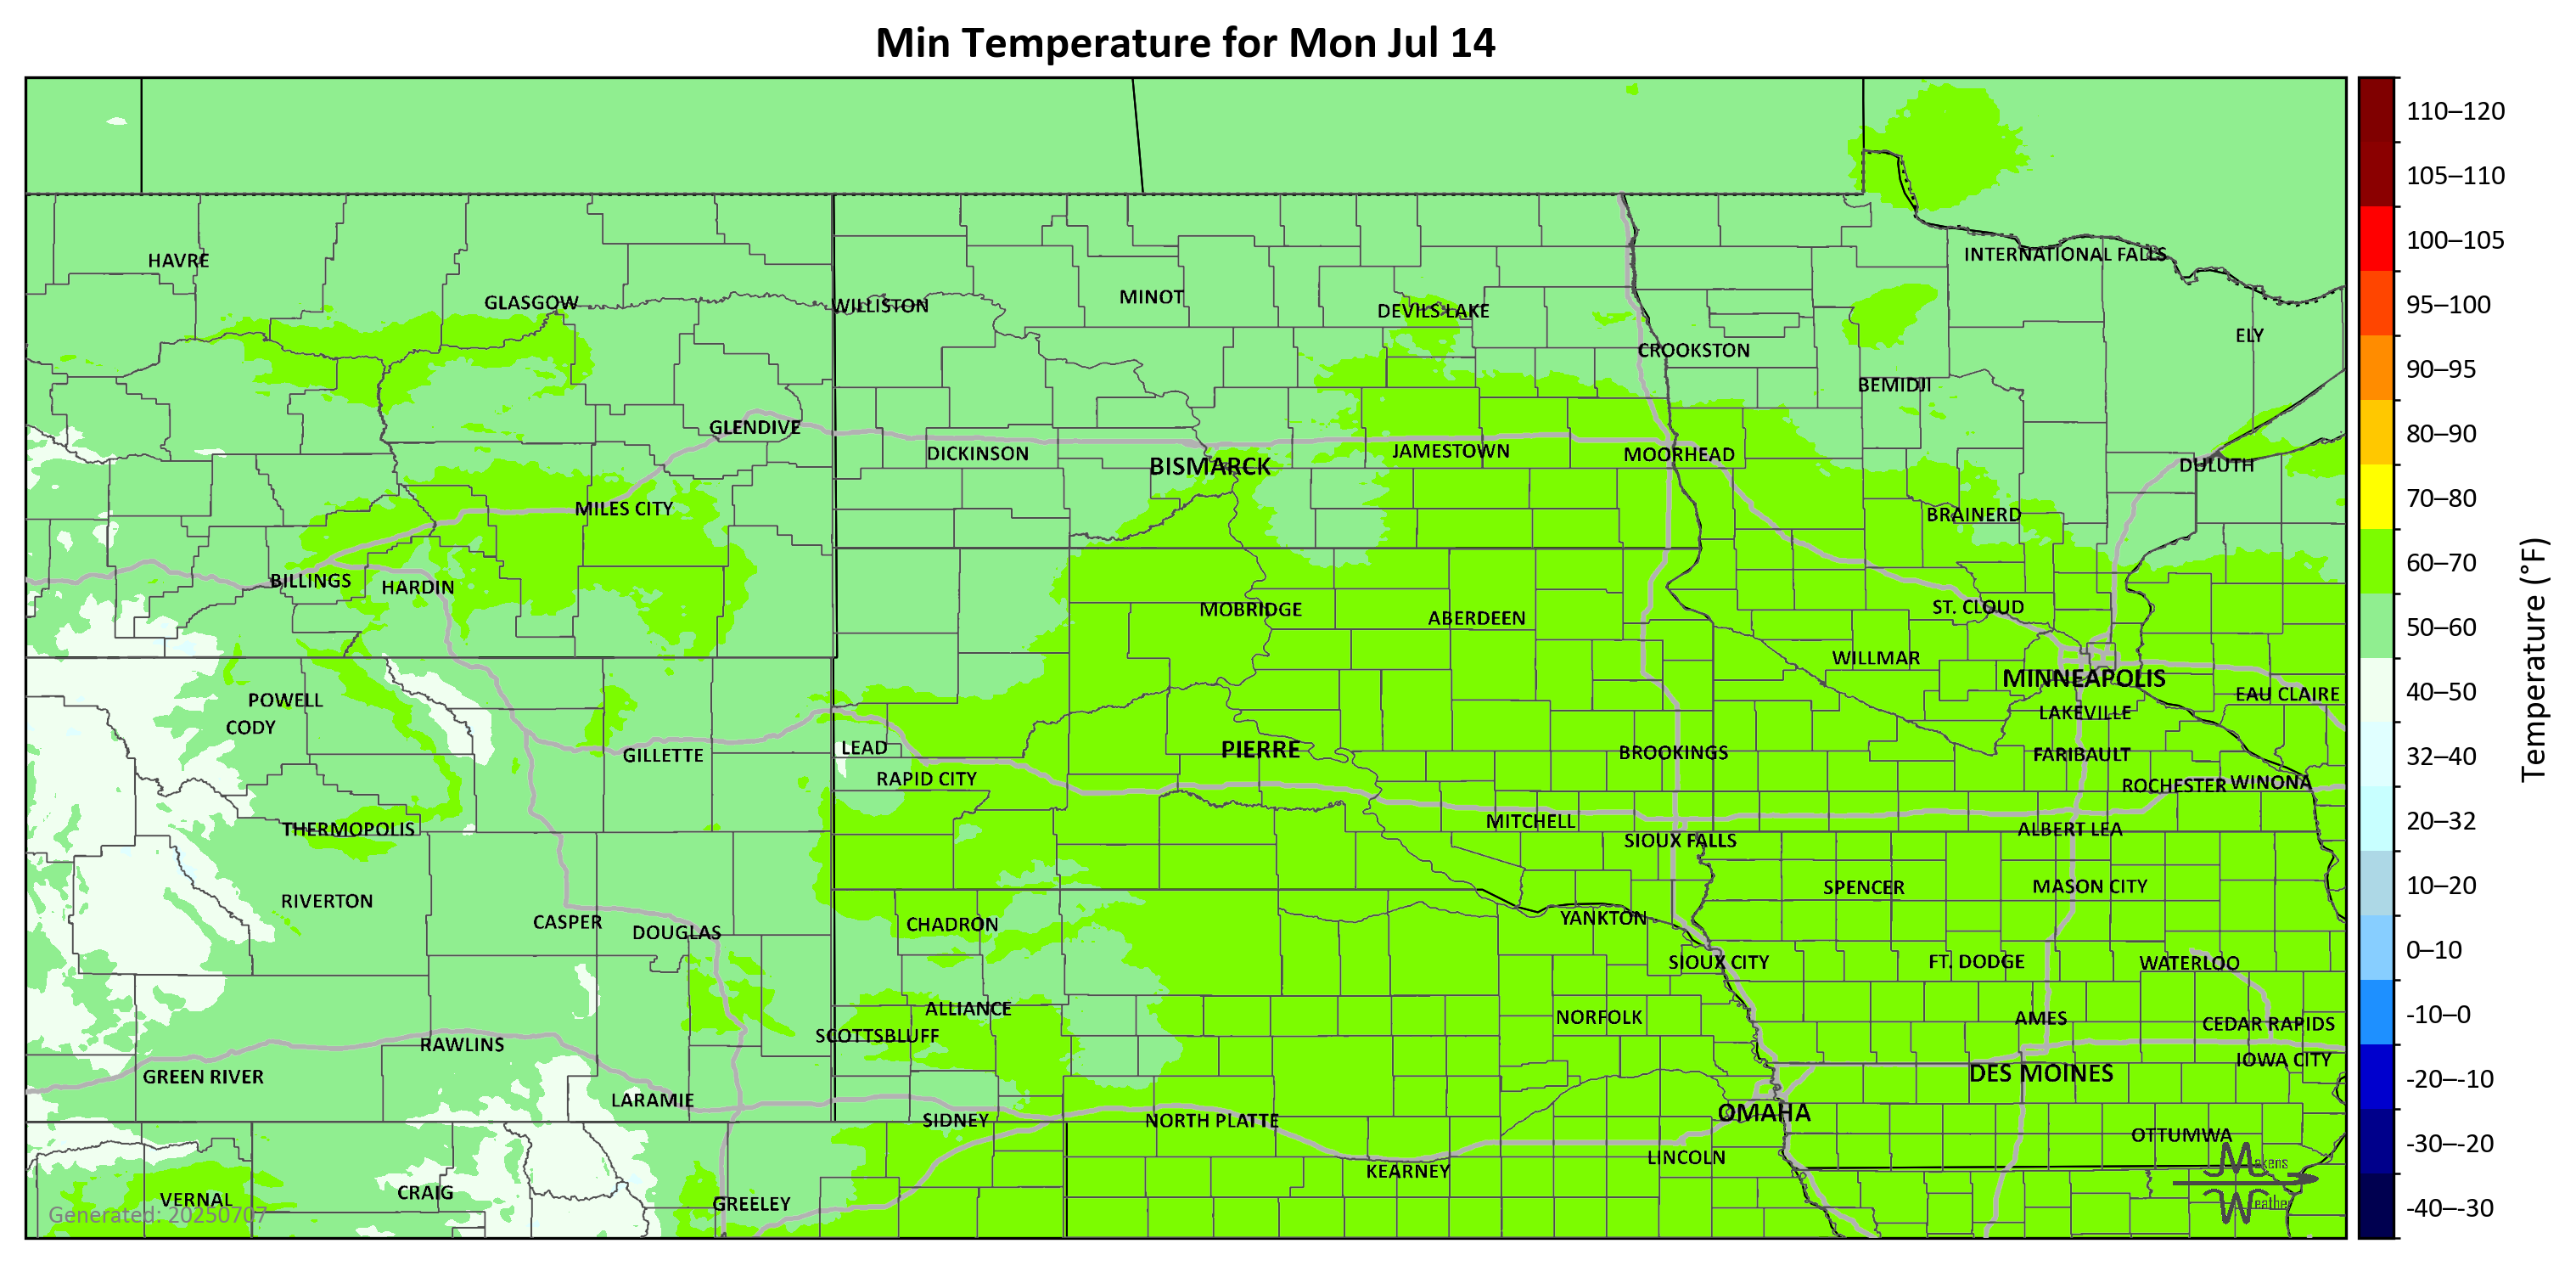 Min Temperature for Mon Jul 14
HAVRE
GLASGOW
WILLISTON
MINOT
DEVILS LAKE
INTERNATIONAL FALLS
CROOKSTON
ELY
BEMIDJI
GLENDIVE
DICKINSON
BISMARCK
JAMESTOWN
MOORHEAD
DULUTH
MILES CITY
BRAINERD
BILLINGS
HARDIN
MOBRIDGE
ABERDEEN
ST. CLOUD
WILLMAR
MINNEAPOLIS
EAU CLAIRE
POWELL
CODY
LAKEVILLE
GILLETTE
LEAD
PIERRE
BROOKINGS
FARIBAULT
RAPID CITY
ROCHESTER
WINONA
THERMOPOLIS
MITCHELL
SIOUX FALLS
ALBERT LEA
RIVERTON
SPENCER
MASON CITY
CASPER
DOUGLAS
CHADRON
YANKTON
SIOUX CITY
FT. DODGE
WATERLOO
ALLIANCE
SCOTTSBLUFF
NORFOLK
AMES
CEDAR RAPIDS
RAWLINS
IOWA CITY
GREEN RIVER
DES MOINES
LARAMIE
SIDNEY
NORTH PLATTE
OMAHA
OTTUMWA
LINCOLN
KEARNEY
VERNAL
CRAIG
GREELEY
Generated: 20250707
Makens
Weather
110–120
105–110
100–105
95–100
90–95
80–90
70–80
60–70
50–60
40–50
32–40
20–32
10–20
0–10
-10–0
-20–-10
-30–-20
-40–-30
Temperature (°F)